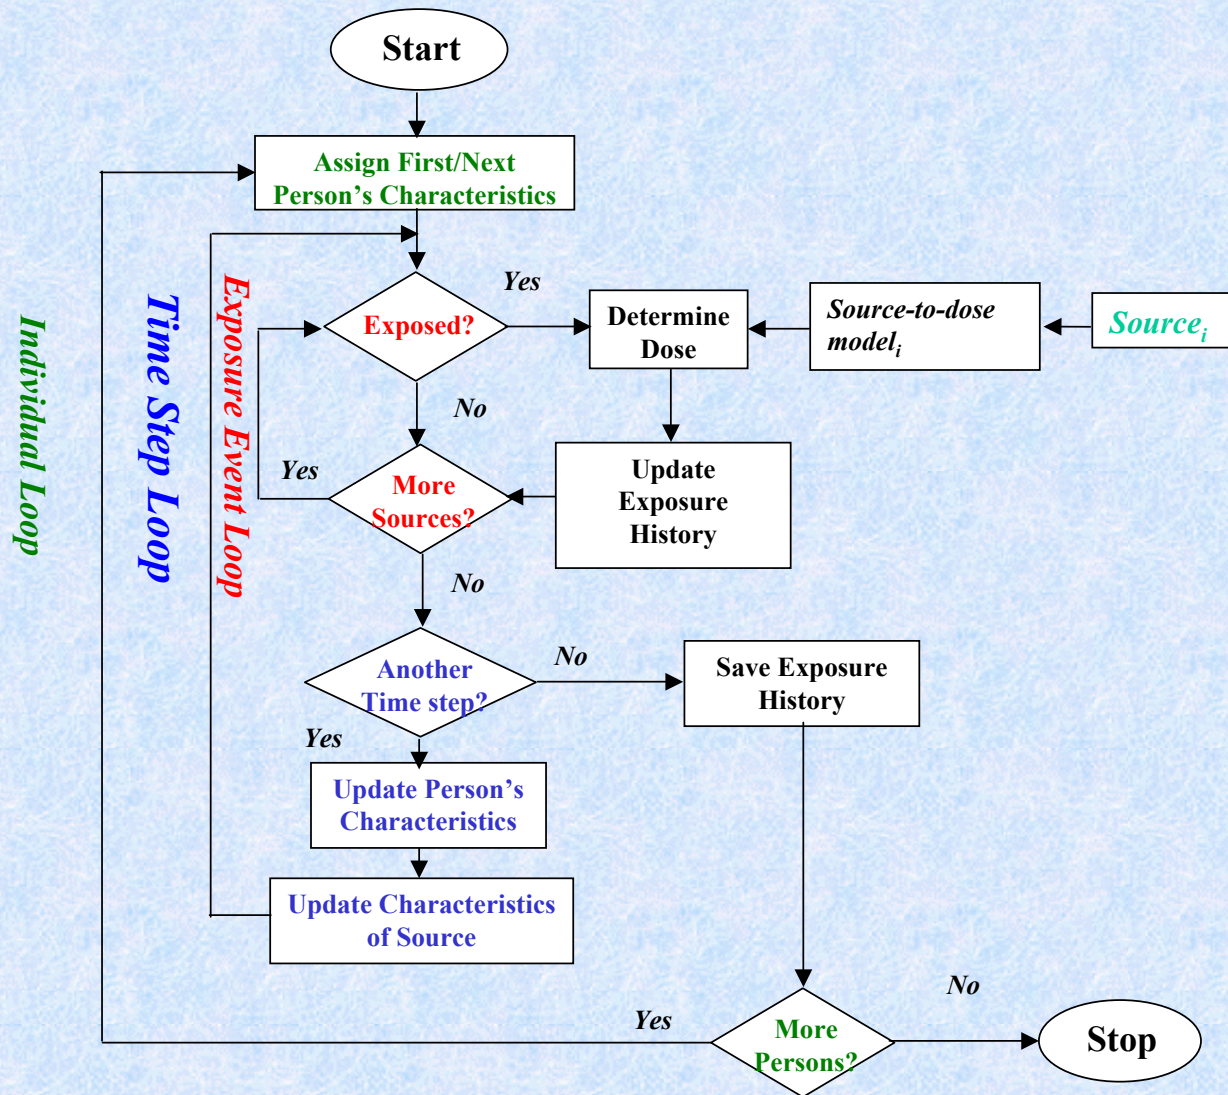 Start
Assign First/Next
Person’s Characteristics
Individual Loop
Time Step Loop
Exposure Event Loop
Exposed?
Yes
Determine
Dose
Source-to-dose
modelᵢ
Sourceᵢ
No
Update
Exposure
History
Yes
More
Sources?
No
Another
Time step?
No
Save Exposure
History
Yes
Update Person’s
Characteristics
Update Characteristics
of Source
Yes
More
Persons?
No
Stop